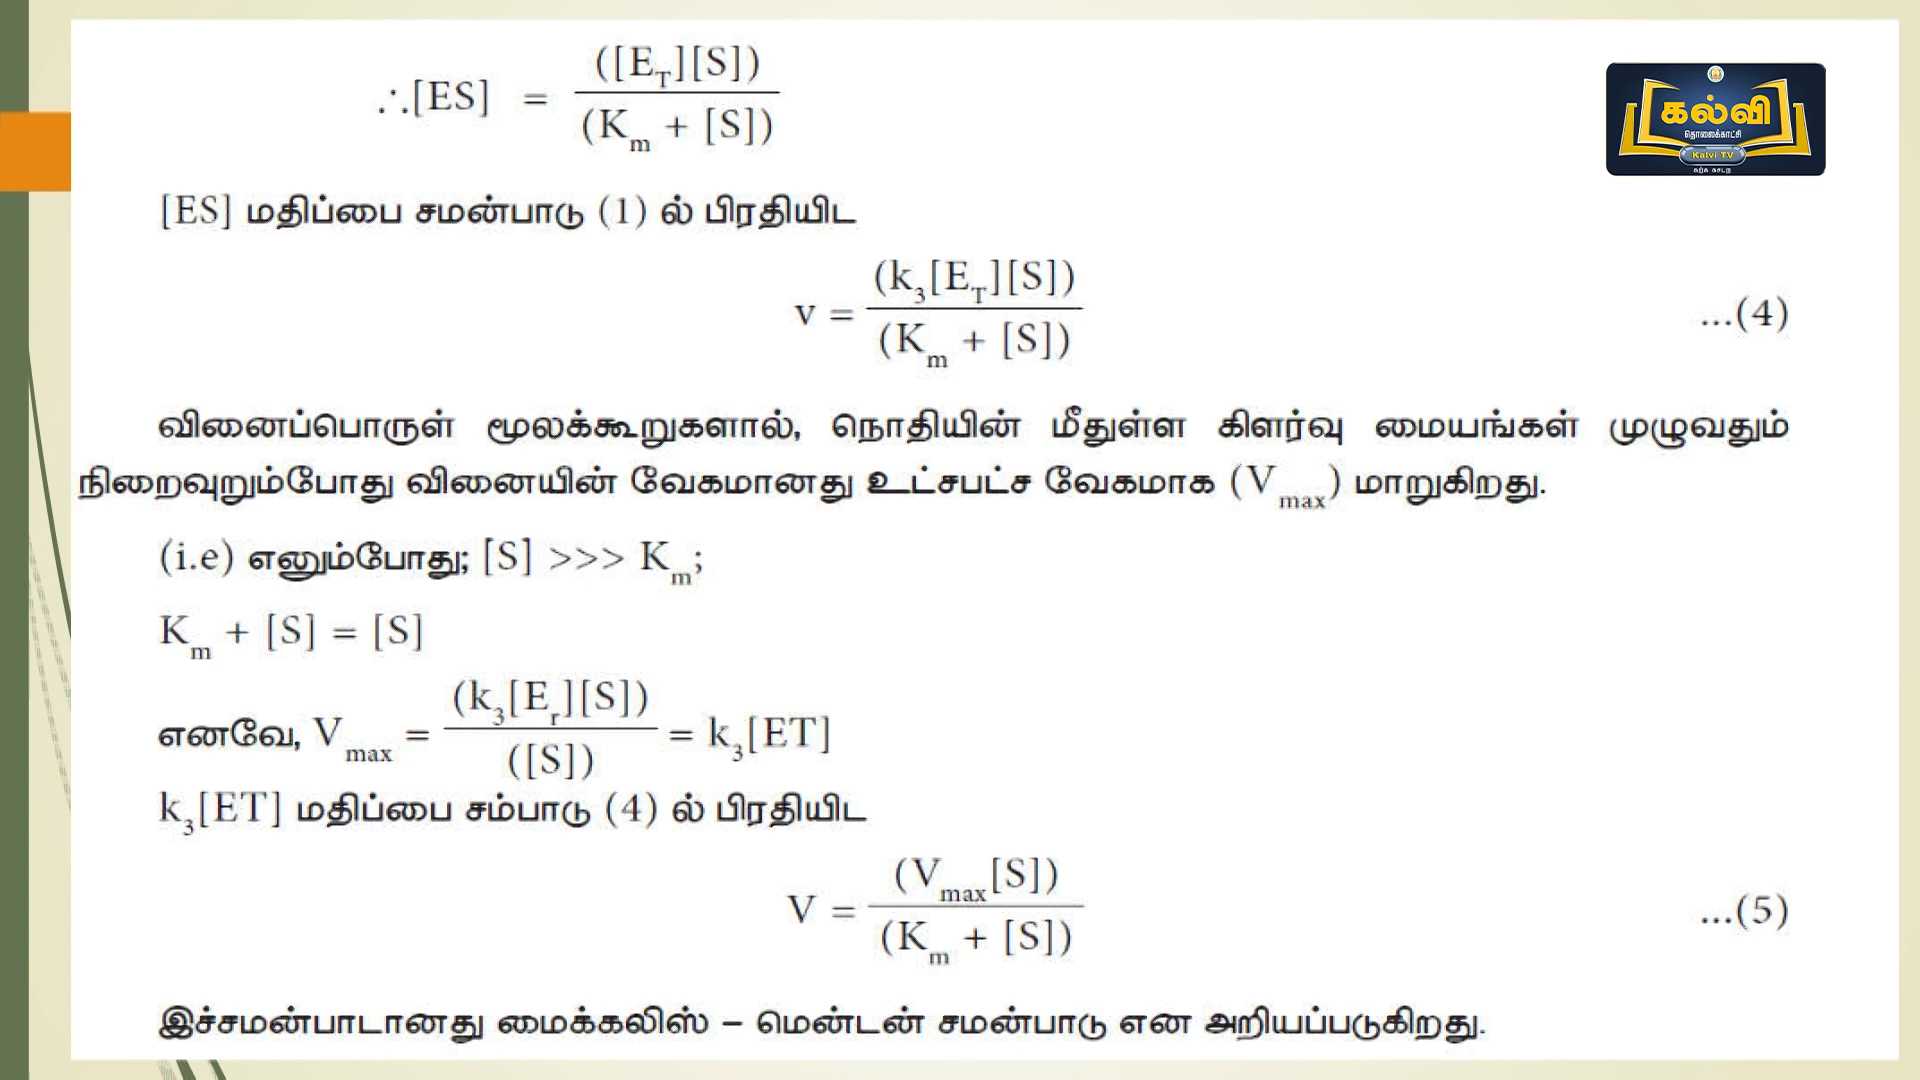 ∴[ES] = ([E_T][S]) / (K_m + [S])
கல்வி
தொலைக்காட்சி
Kalvi TV
கற்க கசடற
[ES] மதிப்பை சமன்பாடு (1) ல் பிரதியிட
v = (k_3[E_T][S]) / (K_m + [S]) ...(4)
வினைப்பொருள் மூலக்கூறுகளால், நொதியின் மீதுள்ள கிளர்வு மையங்கள் முழுவதும்
நிறைவுறும்போது வினையின் வேகமானது உட்சபட்ச வேகமாக (V_max) மாறுகிறது.
(i.e) எனும்போது; [S] >>> K_m;
K_m + [S] = [S]
எனவே, V_max = (k_3[E_r][S]) / ([S]) = k_3[ET]
k_3[ET] மதிப்பை சம்பாடு (4) ல் பிரதியிட
V = (V_max[S]) / (K_m + [S]) ...(5)
இச்சமன்பாடானது மைக்கலிஸ் – மென்டன் சமன்பாடு என அறியப்படுகிறது.